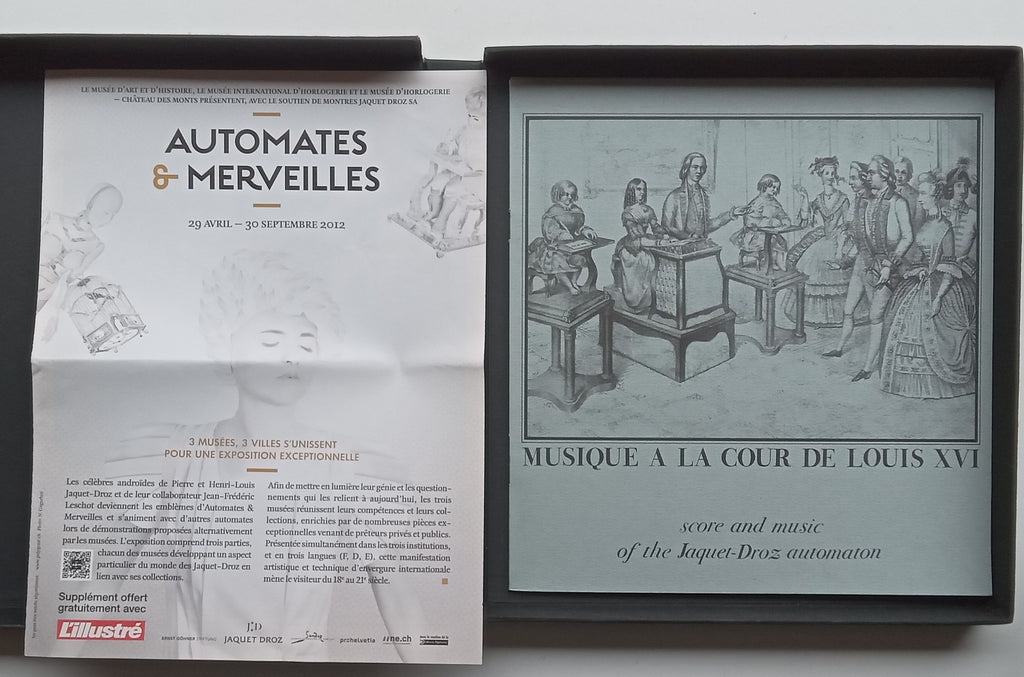 LE MUSÉE D'ART ET D'HISTOIRE, LE MUSÉE INTERNATIONAL D'HORLOGERIE ET LE MUSÉE D'HORLOGERIE
— CHÂTEAU DES MONTS PRÉSENTENT, AVEC LE SOUTIEN DE MONTRES JAQUET DROZ SA
AUTOMATES
& MERVEILLES
29 AVRIL – 30 SEPTEMBRE 2012
3 MUSÉES, 3 VILLES S'UNISSENT
POUR UNE EXPOSITION EXCEPTIONNELLE
Les célèbres androïdes de Pierre et Henri-Louis
Jaquet-Droz et de leur collaborateur Jean-Frédéric
Leschot deviennent les emblèmes d'Automates &
Merveilles et s'animent avec d'autres automates
lors de démonstrations proposées alternativement
par les musées. L'exposition comprend trois parties,
chacun des musées développant un aspect
particulier du monde des Jaquet-Droz en
lien avec ses collections.
Afin de mettre en lumière leur génie et les question-
nements qui les relient à aujourd'hui, les trois
musées réunissent leurs compétences et leurs col-
lections, enrichies par de nombreuses pièces ex-
ceptionnelles venant de prêteurs privés et publics.
Présentée simultanément dans les trois institutions,
et en trois langues (F, D, E), cette manifestation
artistique et technique d'envergure internationale
mène le visiteur du 18e au 21e siècle.
Supplément offert
gratuitement avec
L'illustré
ERNST GÖHNER STIFTUNG
JD
JAQUET DROZ
prohelvetia
ne.ch
MUSIQUE A LA COUR DE LOUIS XVI
score and music
of the Jaquet-Droz automaton